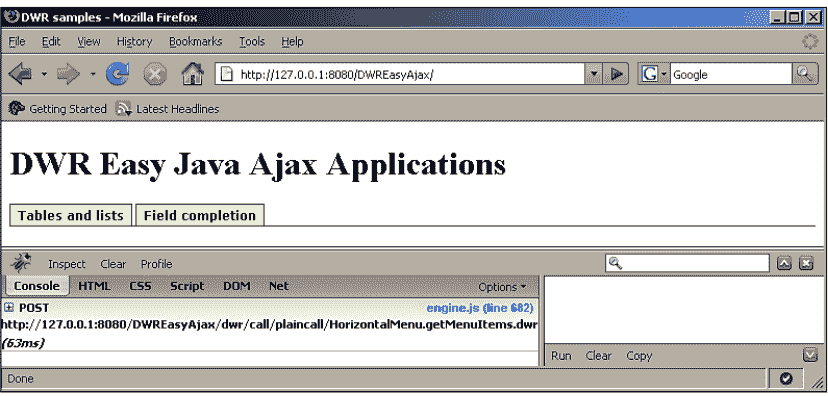 DWR samples - Mozilla Firefox
File Edit View History Bookmarks Tools Help
http://127.0.0.1:8080/DWREasyAjax/ G Google
Getting Started Latest Headlines
DWR Easy Java Ajax Applications
Tables and lists Field completion
Inspect Clear Profile
Console HTML CSS Script DOM Net Options
POST engine.js (line 682)
http://127.0.0.1:8080/DWREasyAjax/dwr/call/plaincall/HorizontalMenu.getMenuItems.dwr
(63ms)
Run Clear Copy
Done